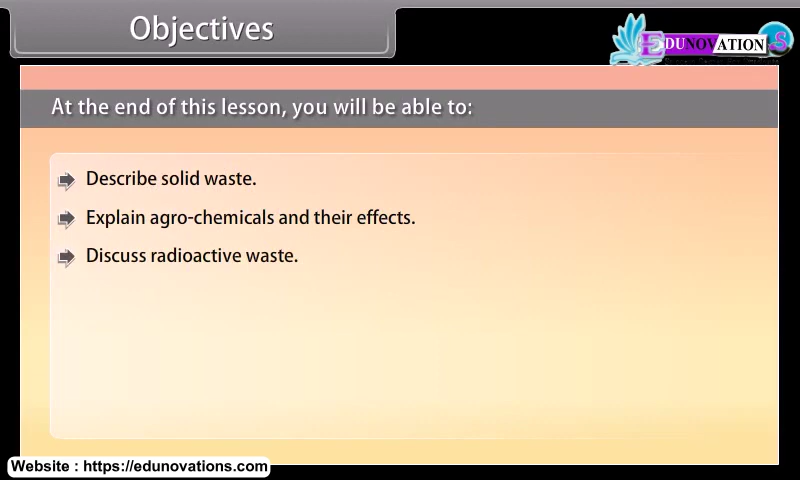 Objectives
EDUNOVATION.S
At the end of this lesson, you will be able to:
Describe solid waste.
Explain agro-chemicals and their effects.
Discuss radioactive waste.
Website : https://edunovations.com